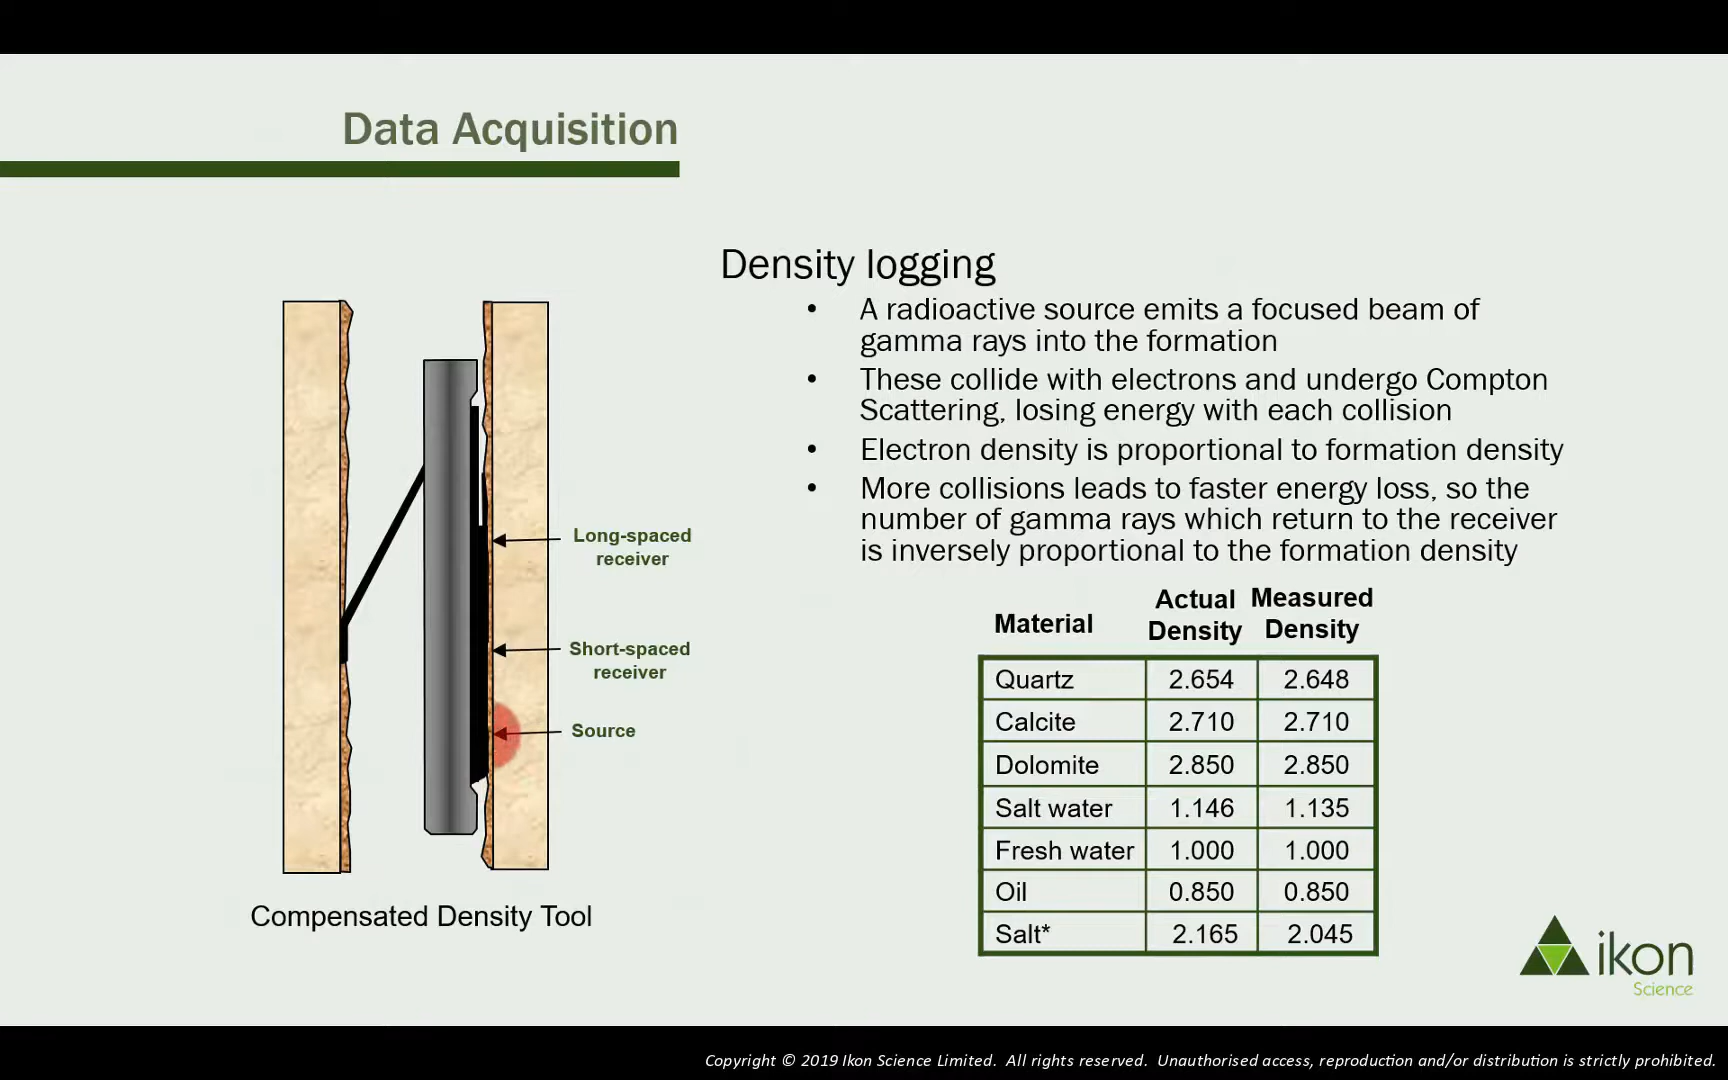 Data Acquisition
Density logging
• A radioactive source emits a focused beam of
gamma rays into the formation
• These collide with electrons and undergo Compton
Scattering, losing energy with each collision
• Electron density is proportional to formation density
• More collisions leads to faster energy loss, so the
number of gamma rays which return to the receiver
is inversely proportional to the formation density
Long-spaced
receiver
Short-spaced
receiver
Source
Compensated Density Tool
Material Actual Density Measured Density
Quartz 2.654 2.648
Calcite 2.710 2.710
Dolomite 2.850 2.850
Salt water 1.146 1.135
Fresh water 1.000 1.000
Oil 0.850 0.850
Salt* 2.165 2.045
ikon
Science
Copyright © 2019 Ikon Science Limited. All rights reserved. Unauthorised access, reproduction and/or distribution is strictly prohibited.